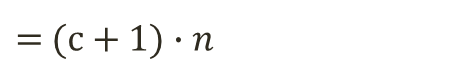 = (c + 1) · n